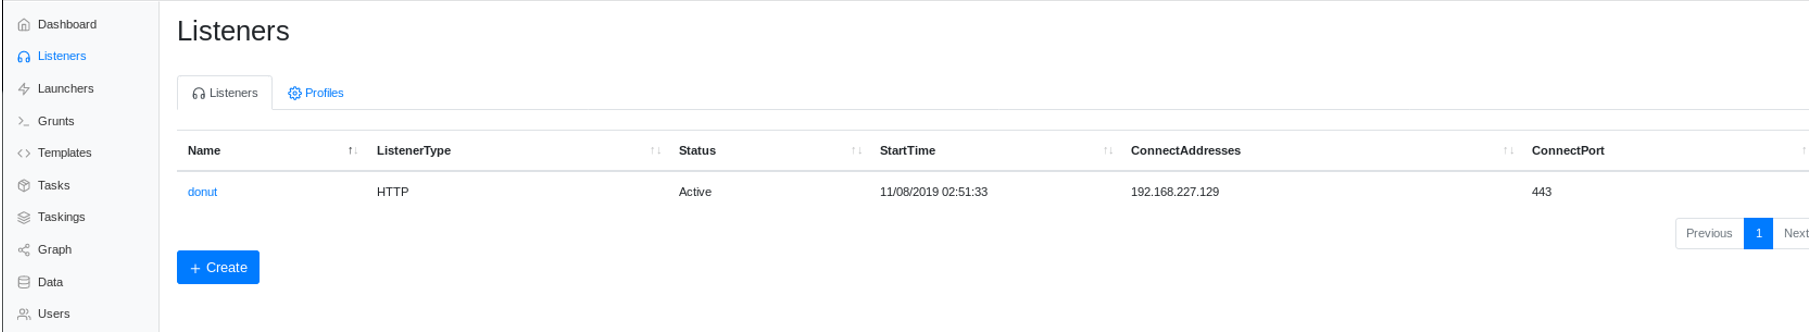 Dashboard
Listeners
Launchers
Grunts
Templates
Tasks
Taskings
Graph
Data
Users
Listeners
Listeners Profiles
Name ListenerType Status StartTime ConnectAddresses ConnectPort
donut HTTP Active 11/08/2019 02:51:33 192.168.227.129 443
Previous 1 Next
+ Create